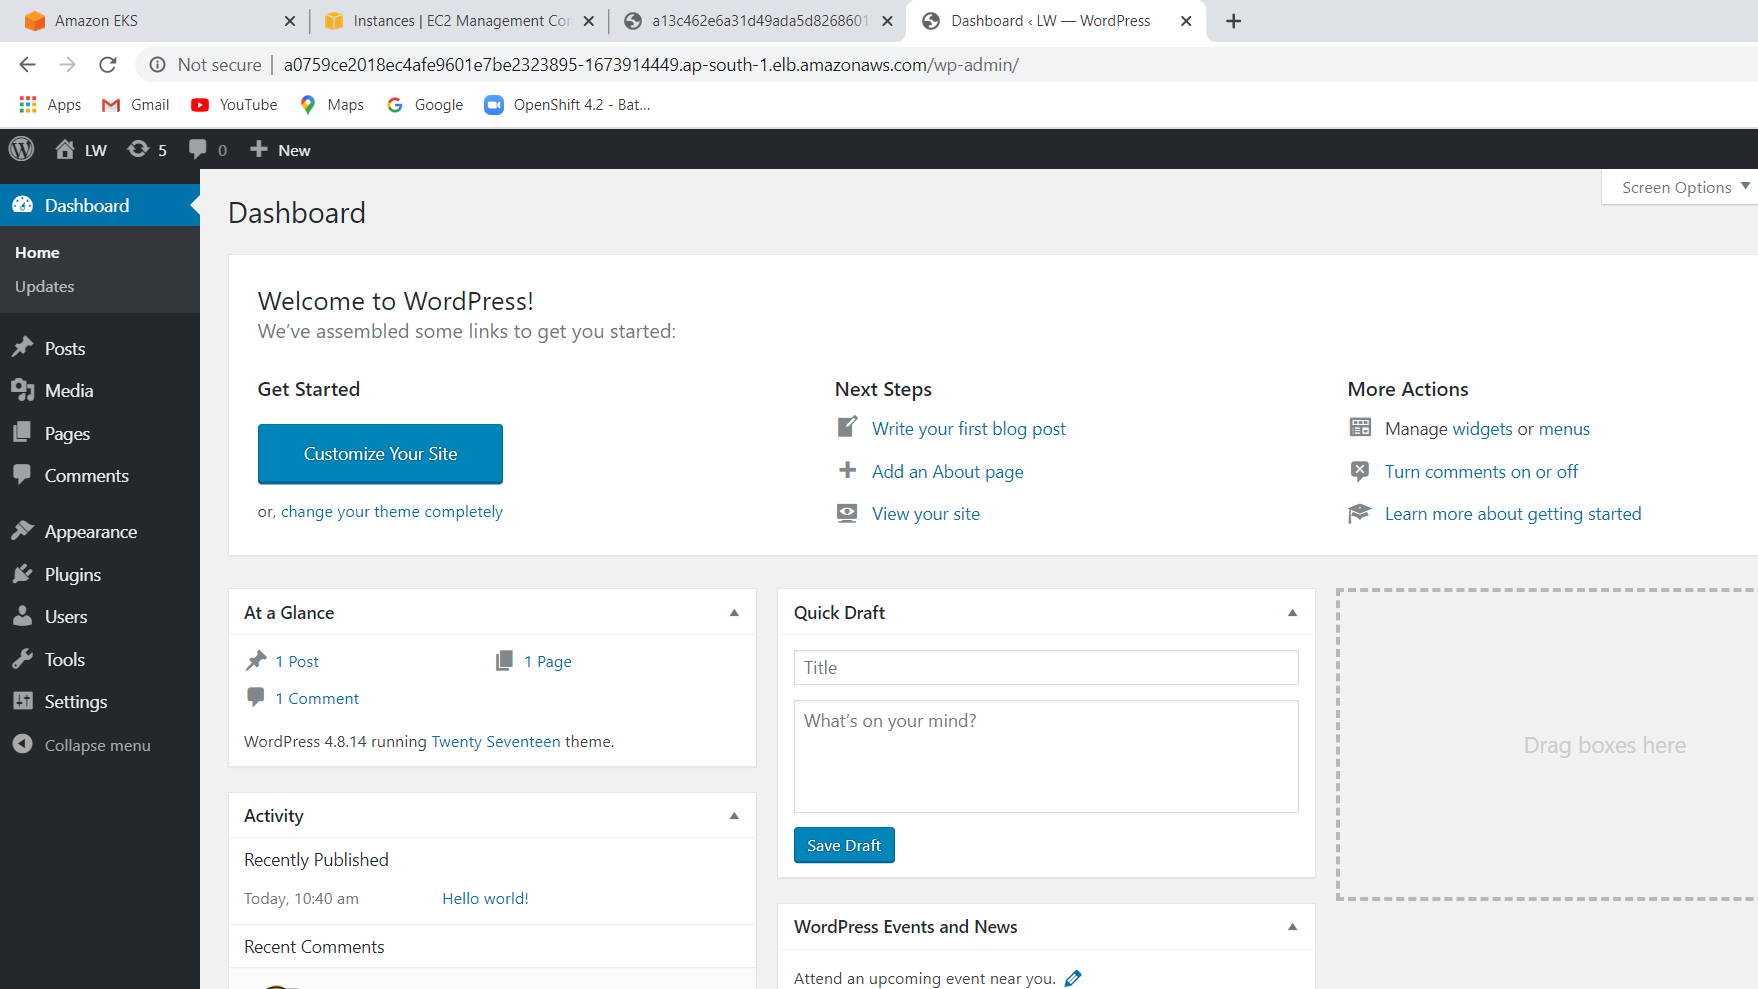 Amazon EKS
Instances | EC2 Management Con
a13c462e6a31d49ada5d8268601
Dashboard ‹ LW — WordPress
Not secure | a0759ce2018ec4afe9601e7be2323895-1673914449.ap-south-1.elb.amazonaws.com/wp-admin/
Apps Gmail YouTube Maps Google OpenShift 4.2 - Bat...
LW 5 0 New
Screen Options
Dashboard
Home
Updates
Posts
Media
Pages
Comments
Appearance
Plugins
Users
Tools
Settings
Collapse menu
Dashboard
Welcome to WordPress!
We’ve assembled some links to get you started:
Get Started
Customize Your Site
or, change your theme completely
Next Steps
Write your first blog post
Add an About page
View your site
More Actions
Manage widgets or menus
Turn comments on or off
Learn more about getting started
At a Glance
1 Post 1 Page
1 Comment
WordPress 4.8.14 running Twenty Seventeen theme.
Activity
Recently Published
Today, 10:40 am Hello world!
Recent Comments
Quick Draft
Title
What’s on your mind?
Save Draft
WordPress Events and News
Attend an upcoming event near you.
Drag boxes here